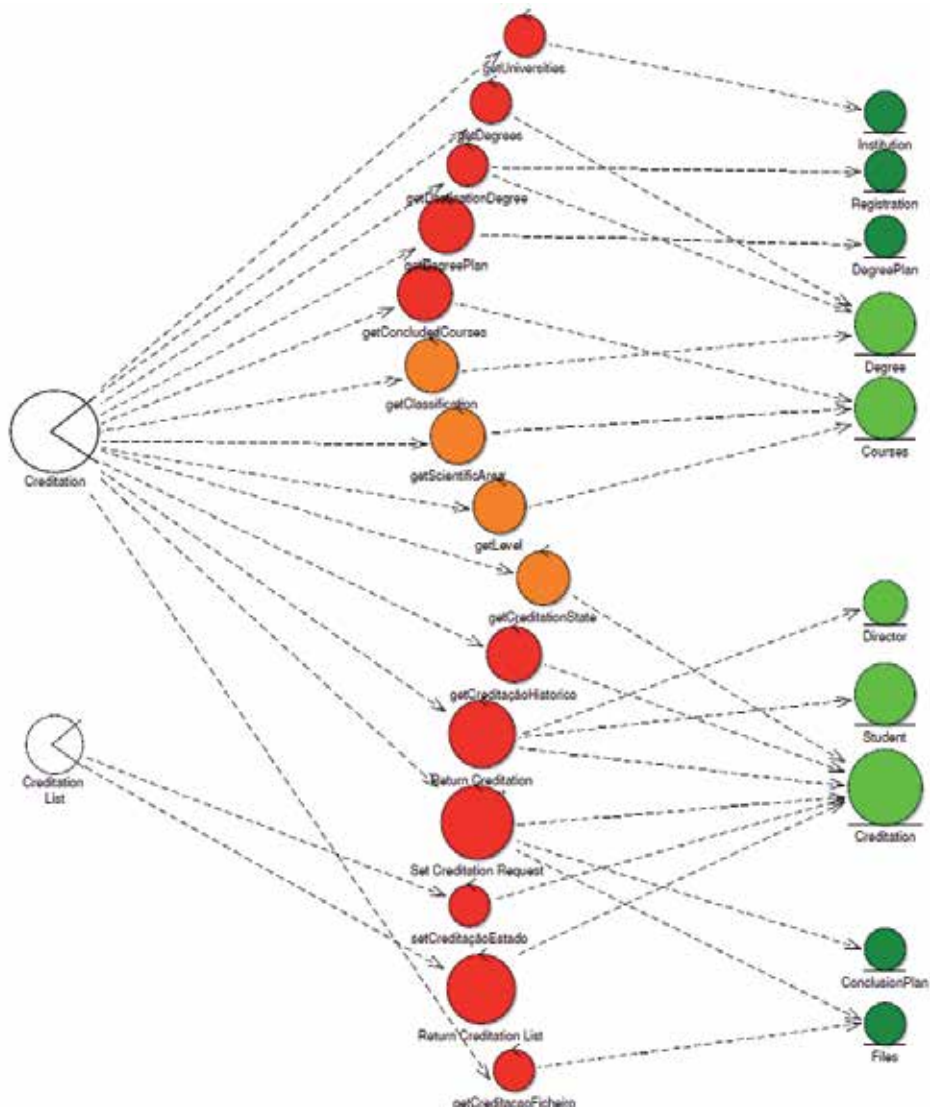 getUniversities
getDegrees
getDestinationDegree
getDegreePlan
getConcludedCourses
getClassification
getScientificArea
getLevel
getCreditationState
getCreditaçãoHistorico
Return Creditation
Set Creditation Request
setCreditaçãoEstado
Return Creditation List
getCreditacaoFicheiro
Creditation
Creditation
List
Institution
Registration
DegreePlan
Degree
Courses
Director
Student
Creditation
ConclusionPlan
Files